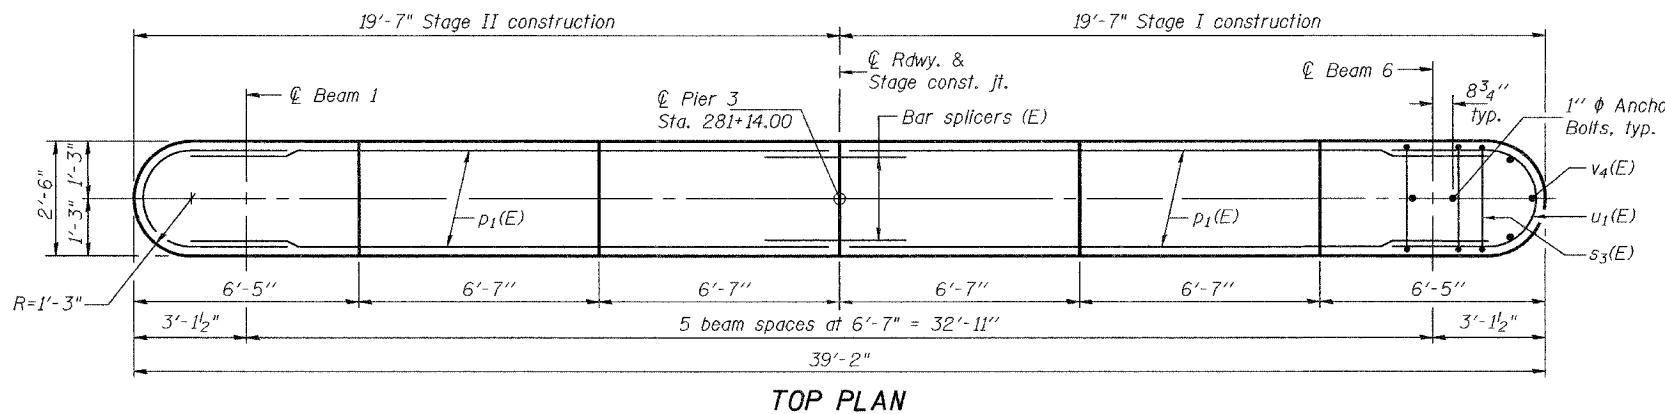 19'-7" Stage II construction
19'-7" Stage I construction
℄ Rdwy. &
Stage const. jt.
℄ Beam 1
℄ Pier 3
Sta. 281+14.00
Bar splicers (E)
℄ Beam 6
8¾"
typ.
1" ϕ Ancho
Bolts, typ.
2'-6"
1'-3"
1'-3"
p₁(E)
p₁(E)
v₄(E)
u₁(E)
s₃(E)
R=1'-3"
6'-5"
6'-7"
6'-7"
6'-7"
6'-7"
6'-5"
3'-1½"
5 beam spaces at 6'-7" = 32'-11"
3'-1½"
39'-2"
TOP PLAN